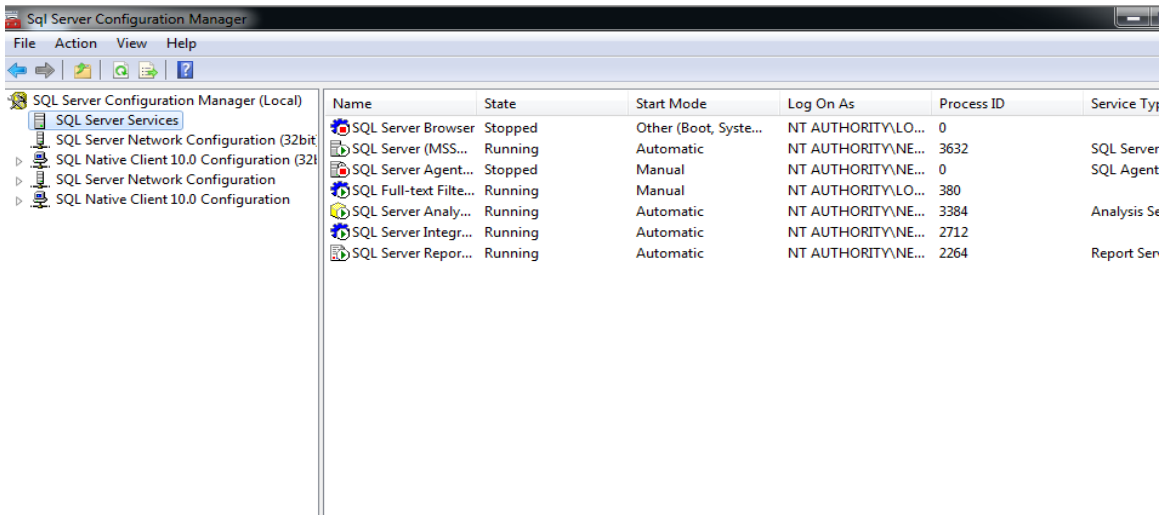 Sql Server Configuration Manager
File Action View Help
SQL Server Configuration Manager (Local)
SQL Server Services
SQL Server Network Configuration (32bit
SQL Native Client 10.0 Configuration (32b
SQL Server Network Configuration
SQL Native Client 10.0 Configuration
Name State Start Mode Log On As Process ID Service Typ
SQL Server Browser Stopped Other (Boot, Syste... NT AUTHORITY\LO... 0
SQL Server (MSS... Running Automatic NT AUTHORITY\NE... 3632 SQL Server
SQL Server Agent... Stopped Manual NT AUTHORITY\NE... 0 SQL Agent
SQL Full-text Filte... Running Manual NT AUTHORITY\LO... 380
SQL Server Analy... Running Automatic NT AUTHORITY\NE... 3384 Analysis Se
SQL Server Integr... Running Automatic NT AUTHORITY\NE... 2712
SQL Server Repor... Running Automatic NT AUTHORITY\NE... 2264 Report Ser